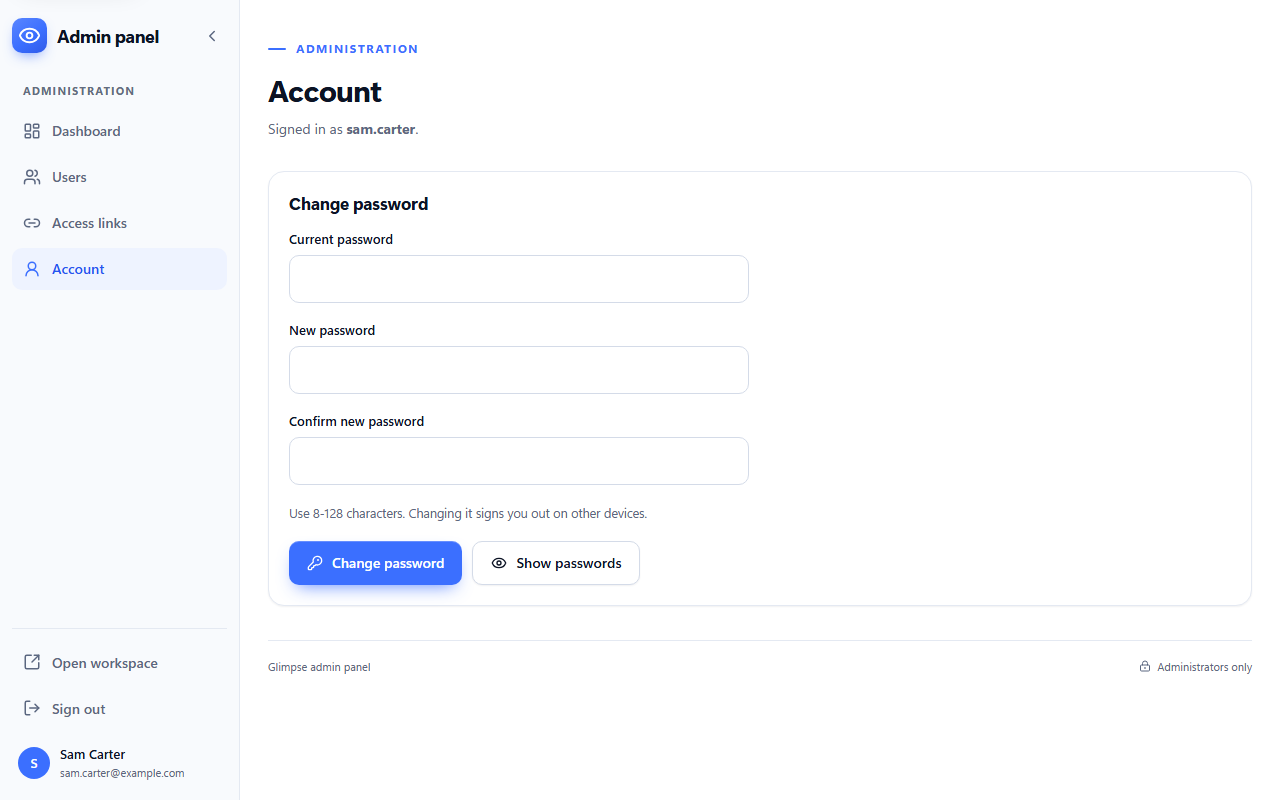 Admin panel
ADMINISTRATION
Dashboard
Users
Access links
Account
Open workspace
Sign out
S
Sam Carter
sam.carter@example.com
ADMINISTRATION
Account
Signed in as sam.carter.
Change password
Current password
New password
Confirm new password
Use 8-128 characters. Changing it signs you out on other devices.
Change password
Show passwords
Glimpse admin panel
Administrators only